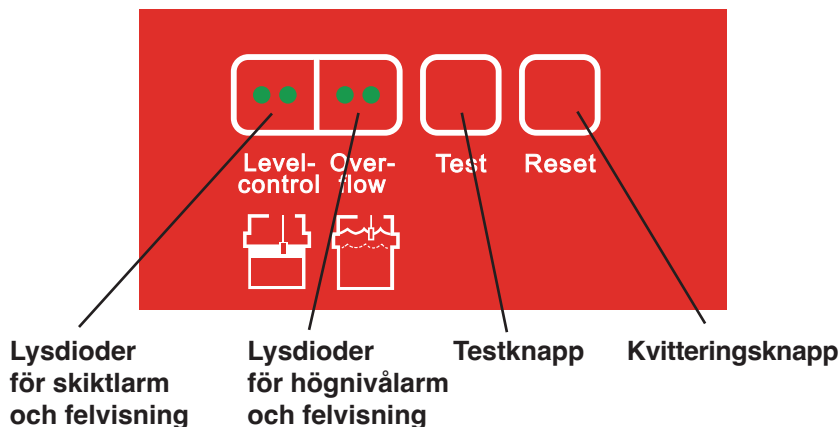 Level-
control
Over-
flow
Test
Reset
Lysdioder
för skiktlarm
och felvisning
Lysdioder
för högnivålarm
och felvisning
Testknapp
Kvitteringsknapp